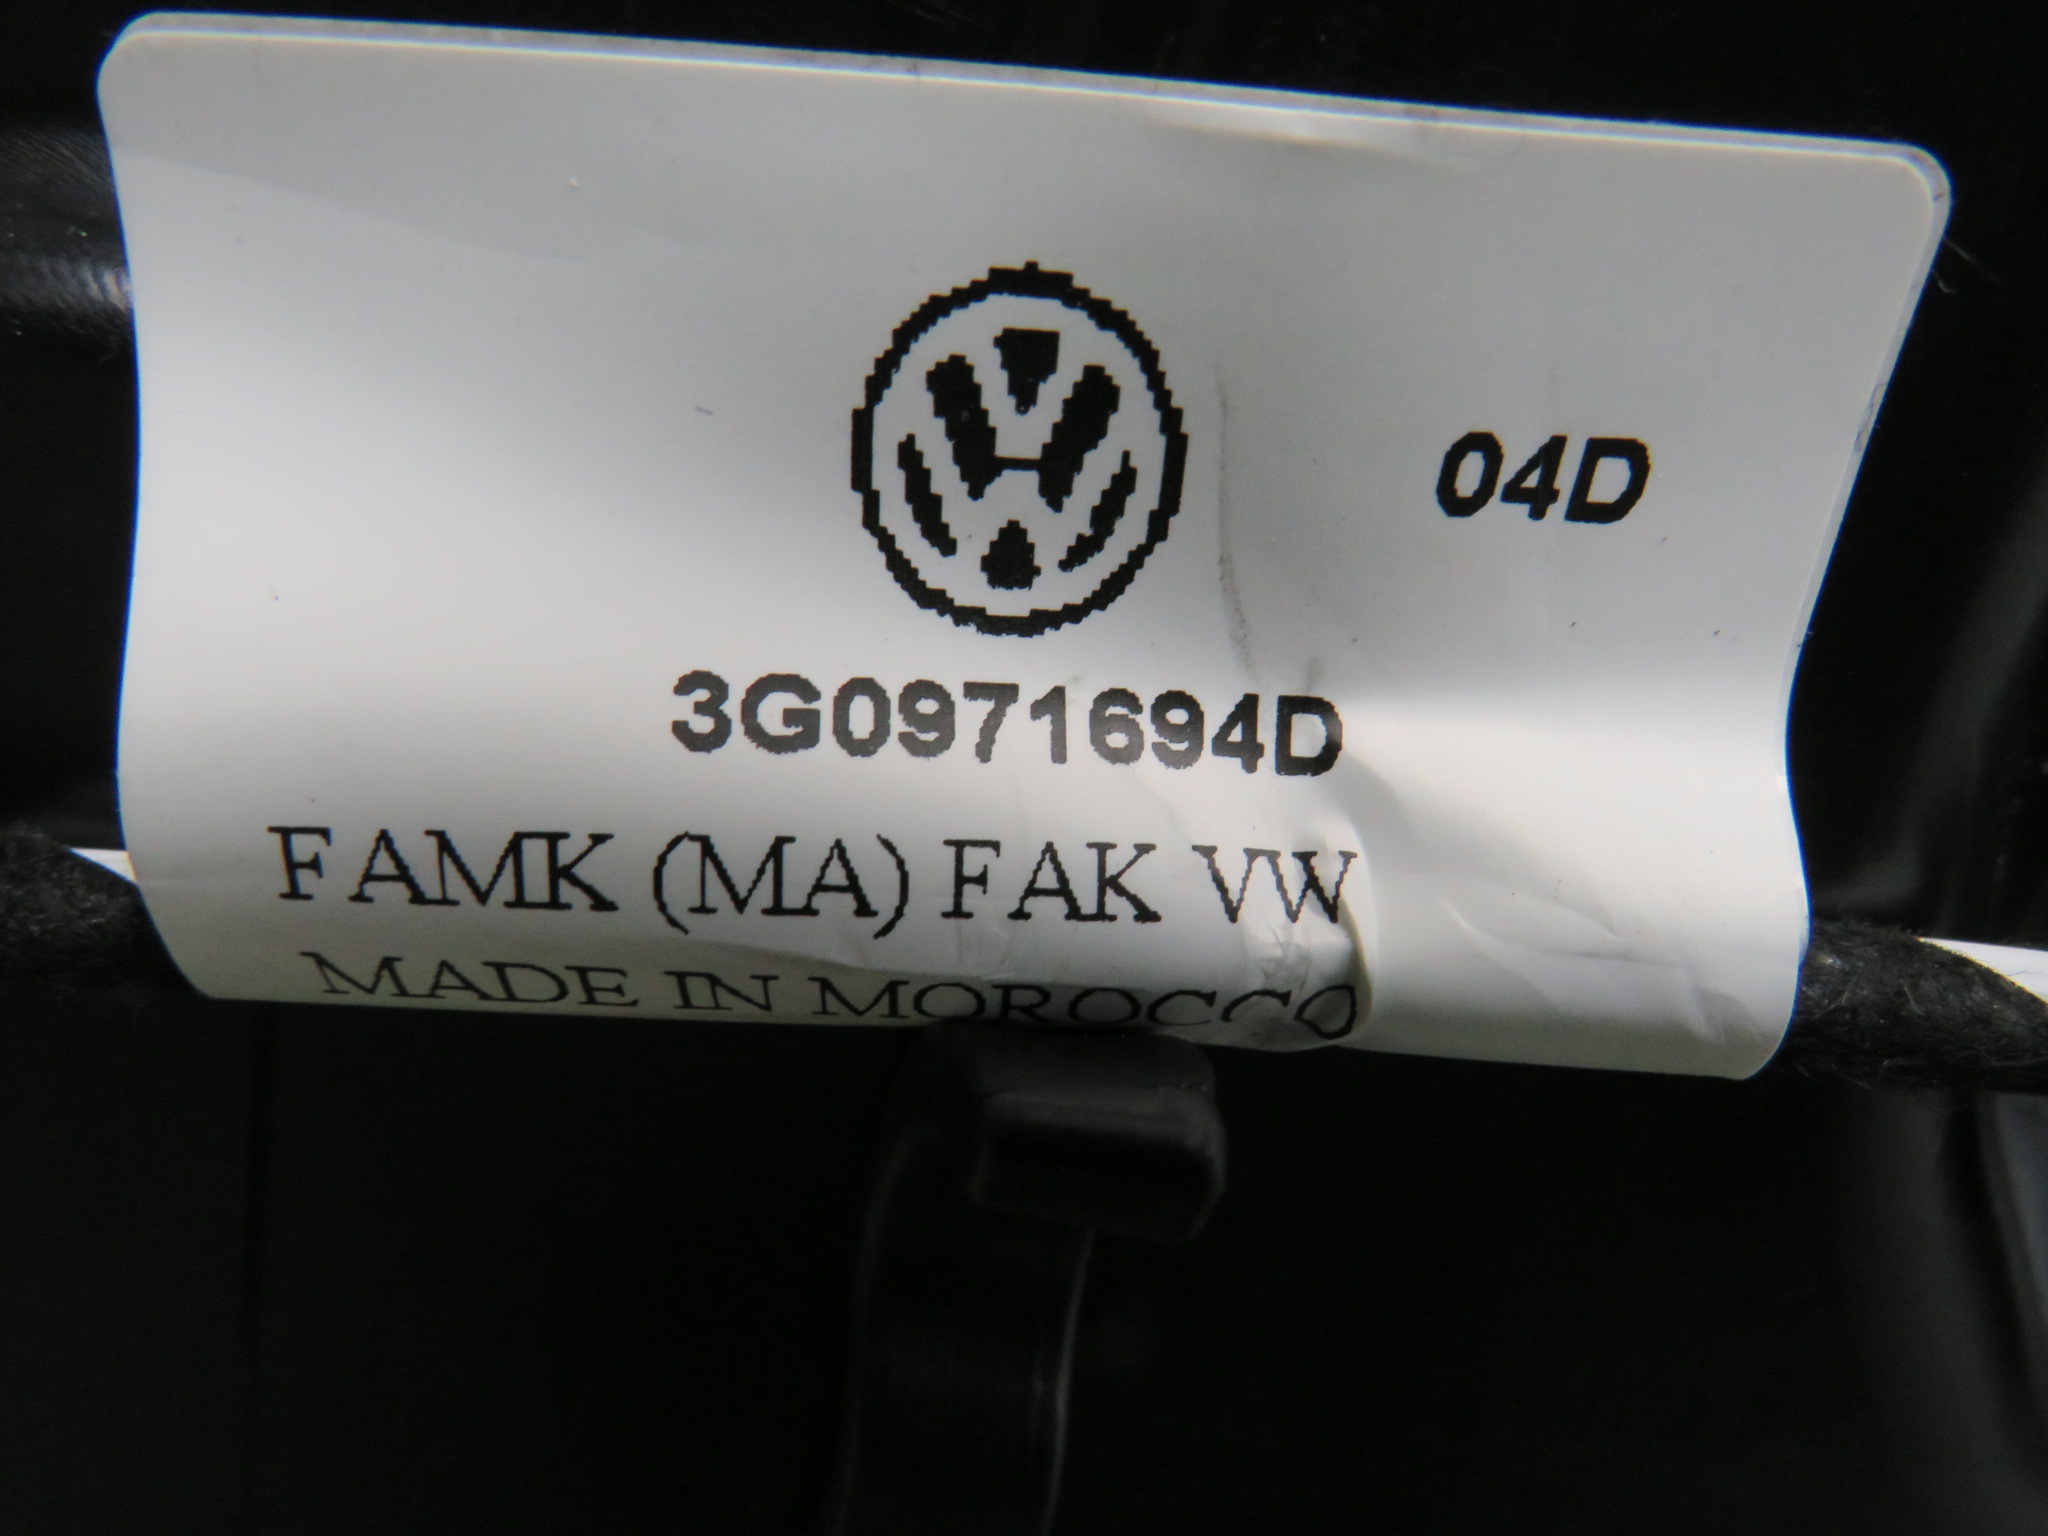 04D
3G0971694D
FAMK (MA) FAK VW
MADE IN MOROCCO